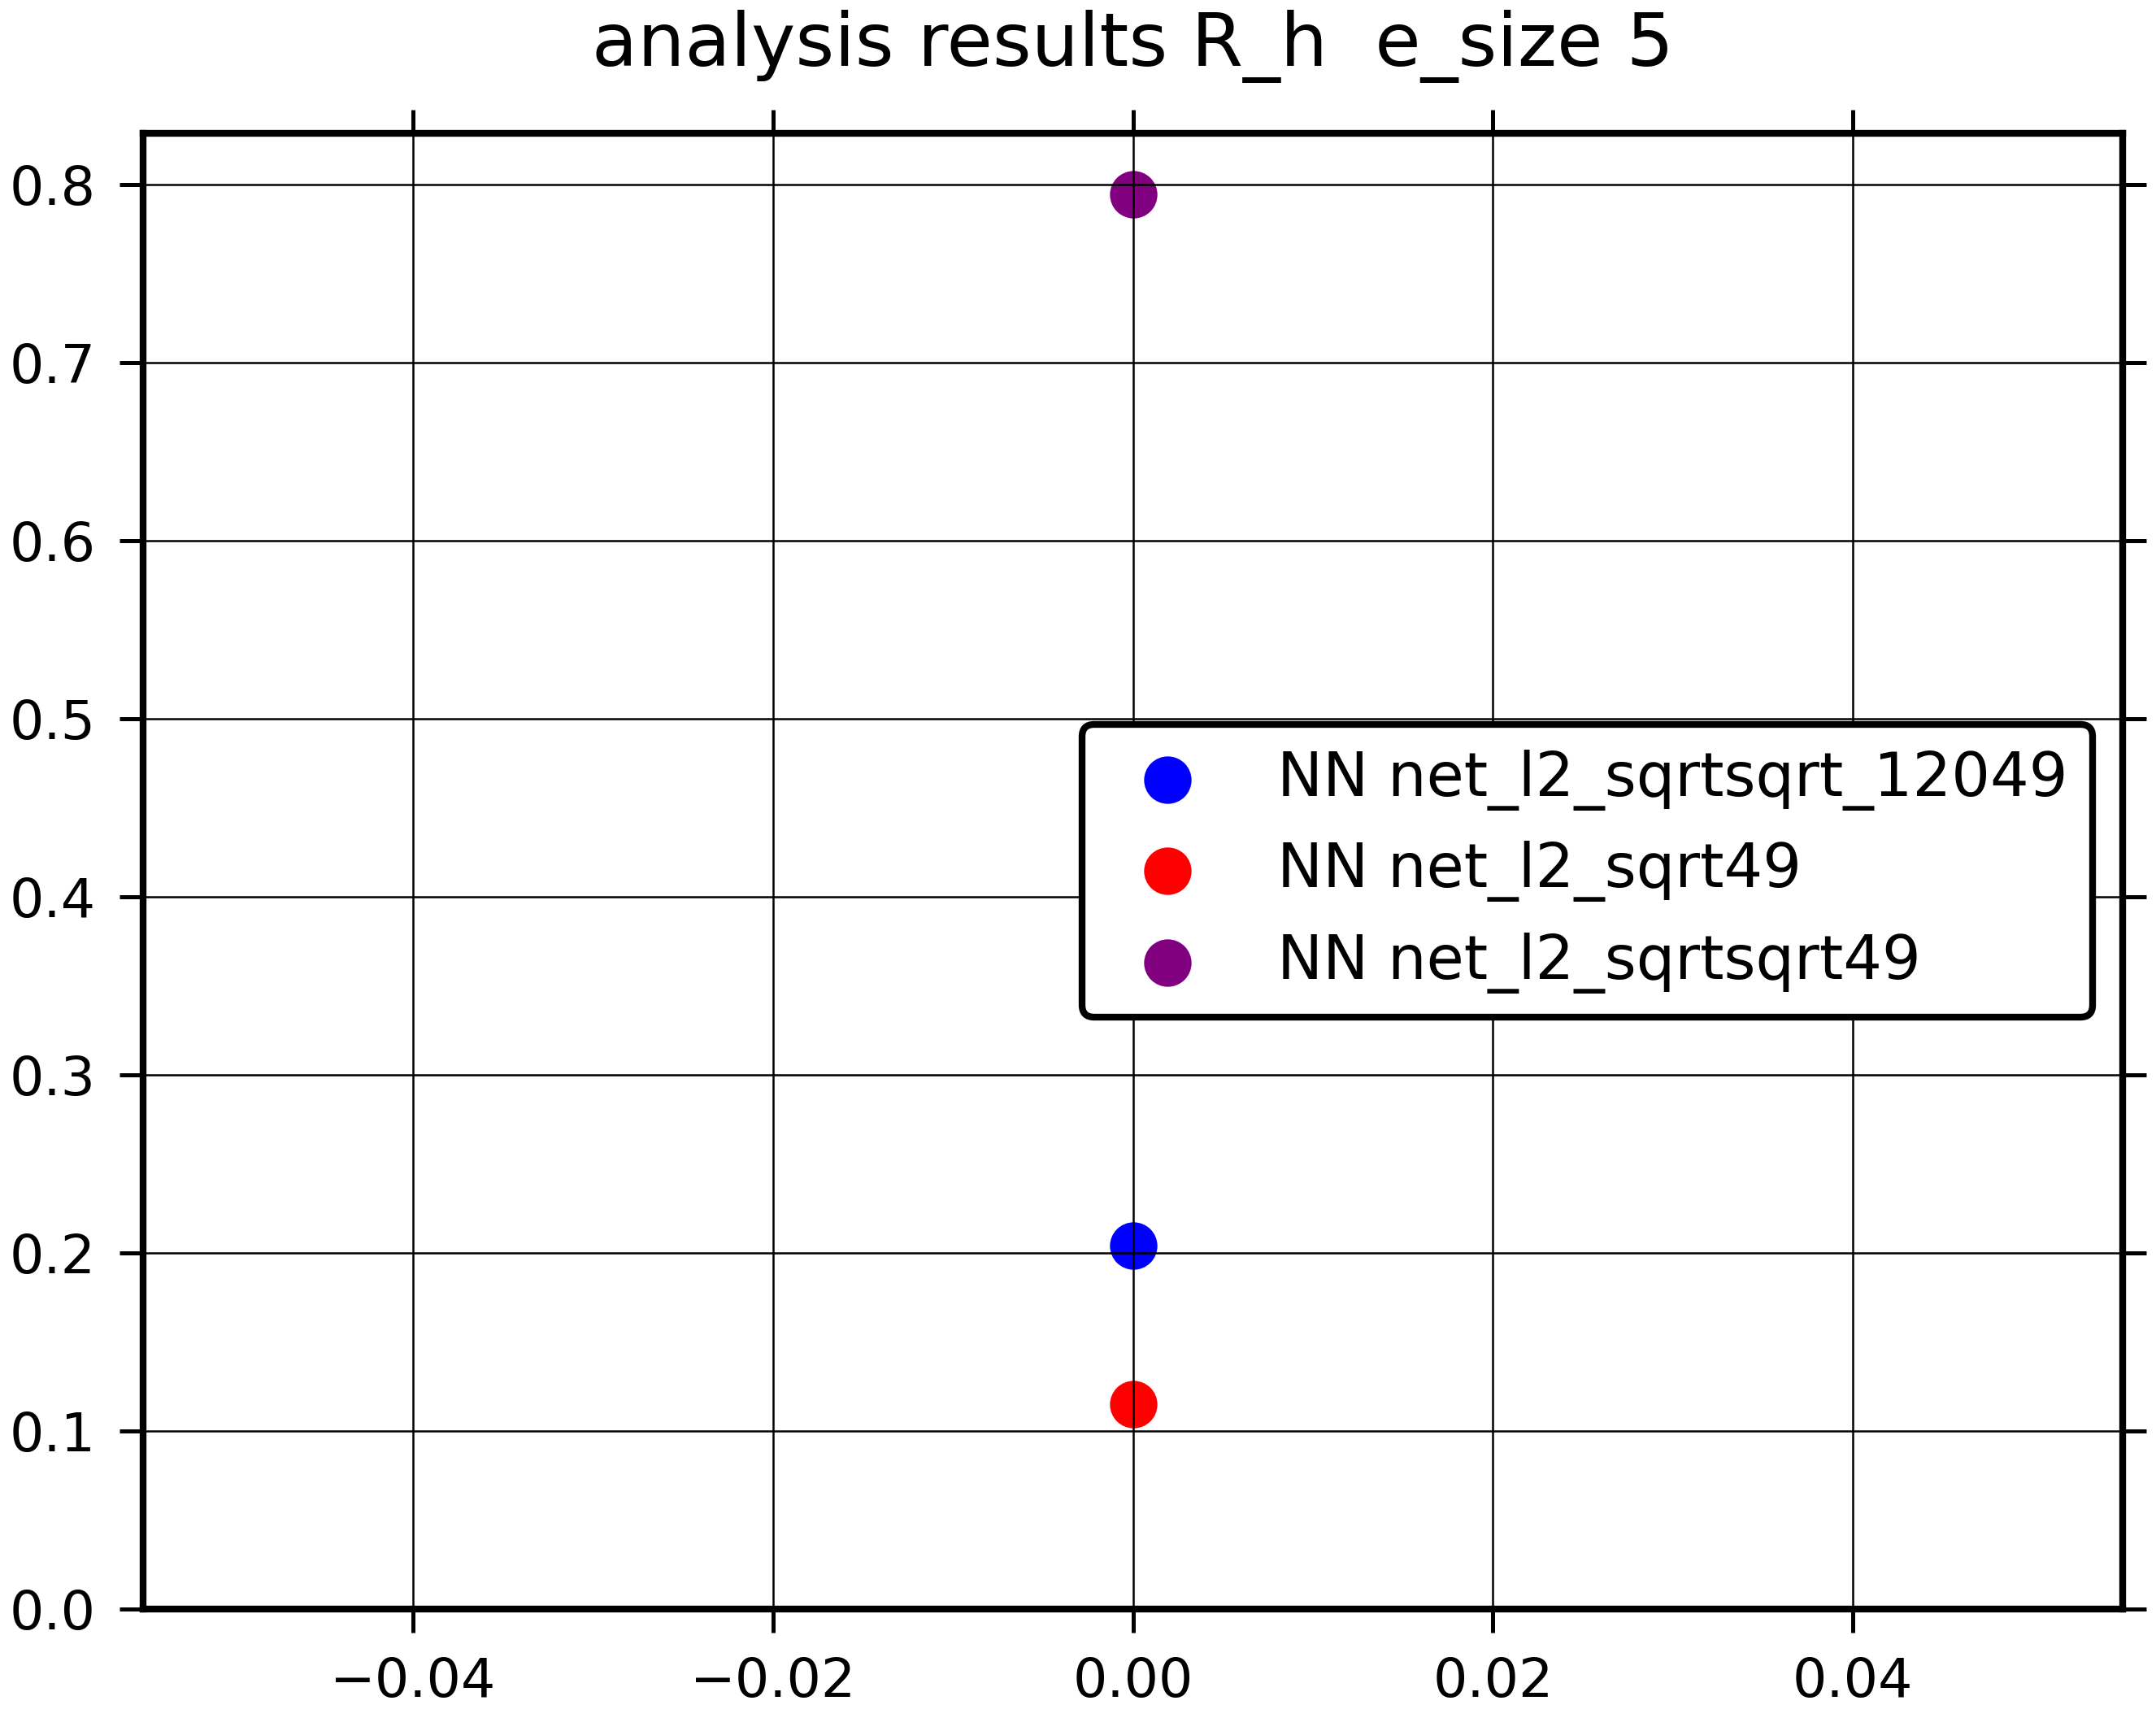 analysis results R_h  e_size 5
0.8
0.7
0.6
0.5
0.4
0.3
0.2
0.1
0.0
NN net_l2_sqrtsqrt_12049
NN net_l2_sqrt49
NN net_l2_sqrtsqrt49
−0.04 −0.02 0.00 0.02 0.04